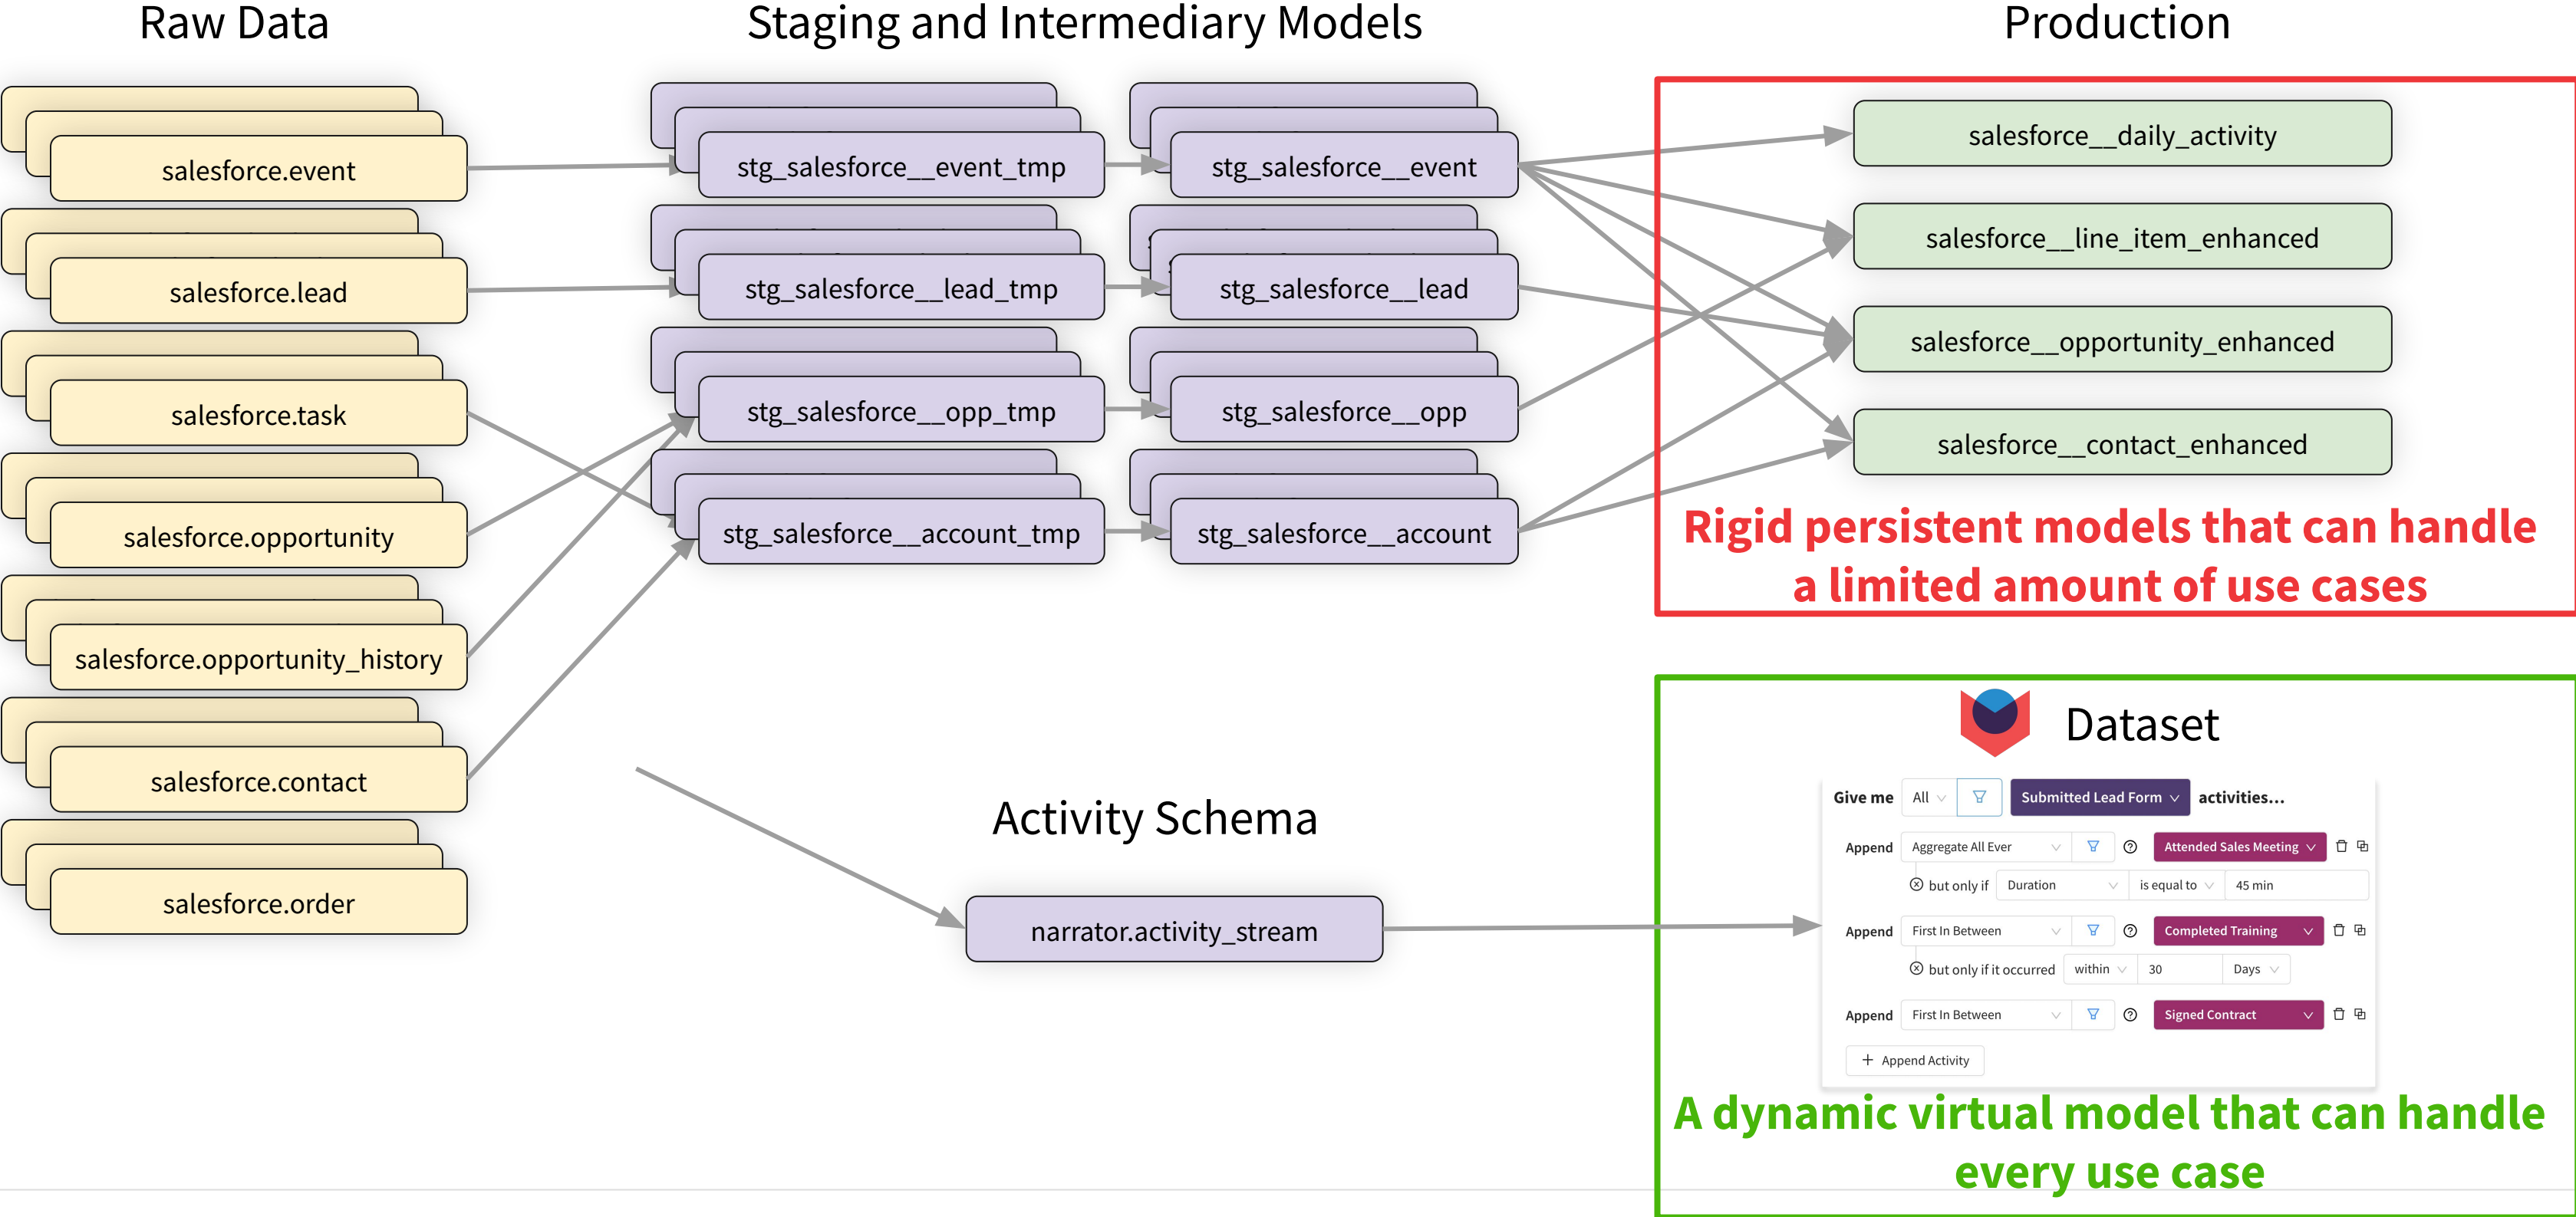 Raw Data
Staging and Intermediary Models
Production
salesforce.event
salesforce.lead
salesforce.task
salesforce.opportunity
salesforce.opportunity_history
salesforce.contact
salesforce.order
stg_salesforce__event_tmp
stg_salesforce__event
stg_salesforce__lead_tmp
stg_salesforce__lead
stg_salesforce__opp_tmp
stg_salesforce__opp
stg_salesforce__account_tmp
stg_salesforce__account
salesforce__daily_activity
salesforce__line_item_enhanced
salesforce__opportunity_enhanced
salesforce__contact_enhanced
Rigid persistent models that can handle
a limited amount of use cases
Activity Schema
narrator.activity_stream
Dataset
Give me All Submitted Lead Form activities...
Append Aggregate All Ever Attended Sales Meeting
but only if Duration is equal to 45 min
Append First In Between Completed Training
but only if it occurred within 30 Days
Append First In Between Signed Contract
+ Append Activity
A dynamic virtual model that can handle
every use case